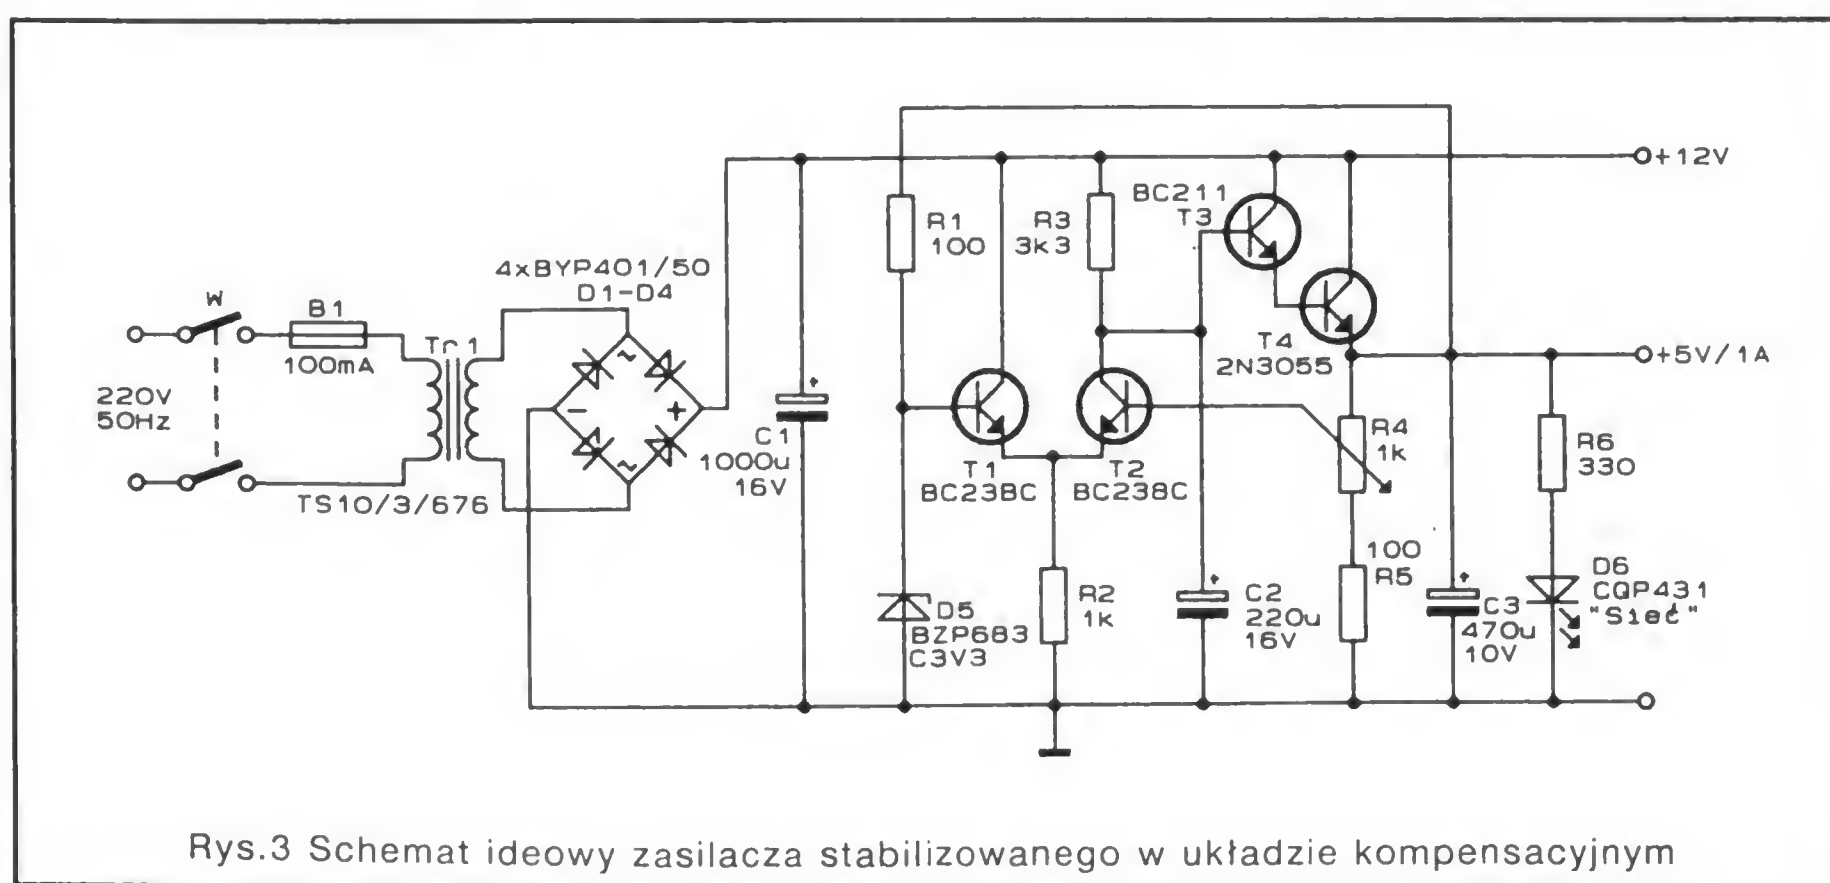 W
B1
100mA
220V
50Hz
Tr1
TS10/3/676
4xBYP401/50
D1-D4
~
-
+
~
+
C1
1000u
16V
R1
100
T1
BC238C
D5
BZP683
C3V3
R3
3k3
T2
BC238C
R2
1k
BC211
T3
T4
2N3055
+
C2
220u
16V
R4
1k
100
R5
+
C3
470u
10V
R6
330
D6
CQP431
"Sieć"
+12V
+5V/1A
Rys.3 Schemat ideowy zasilacza stabilizowanego w układzie kompensacyjnym